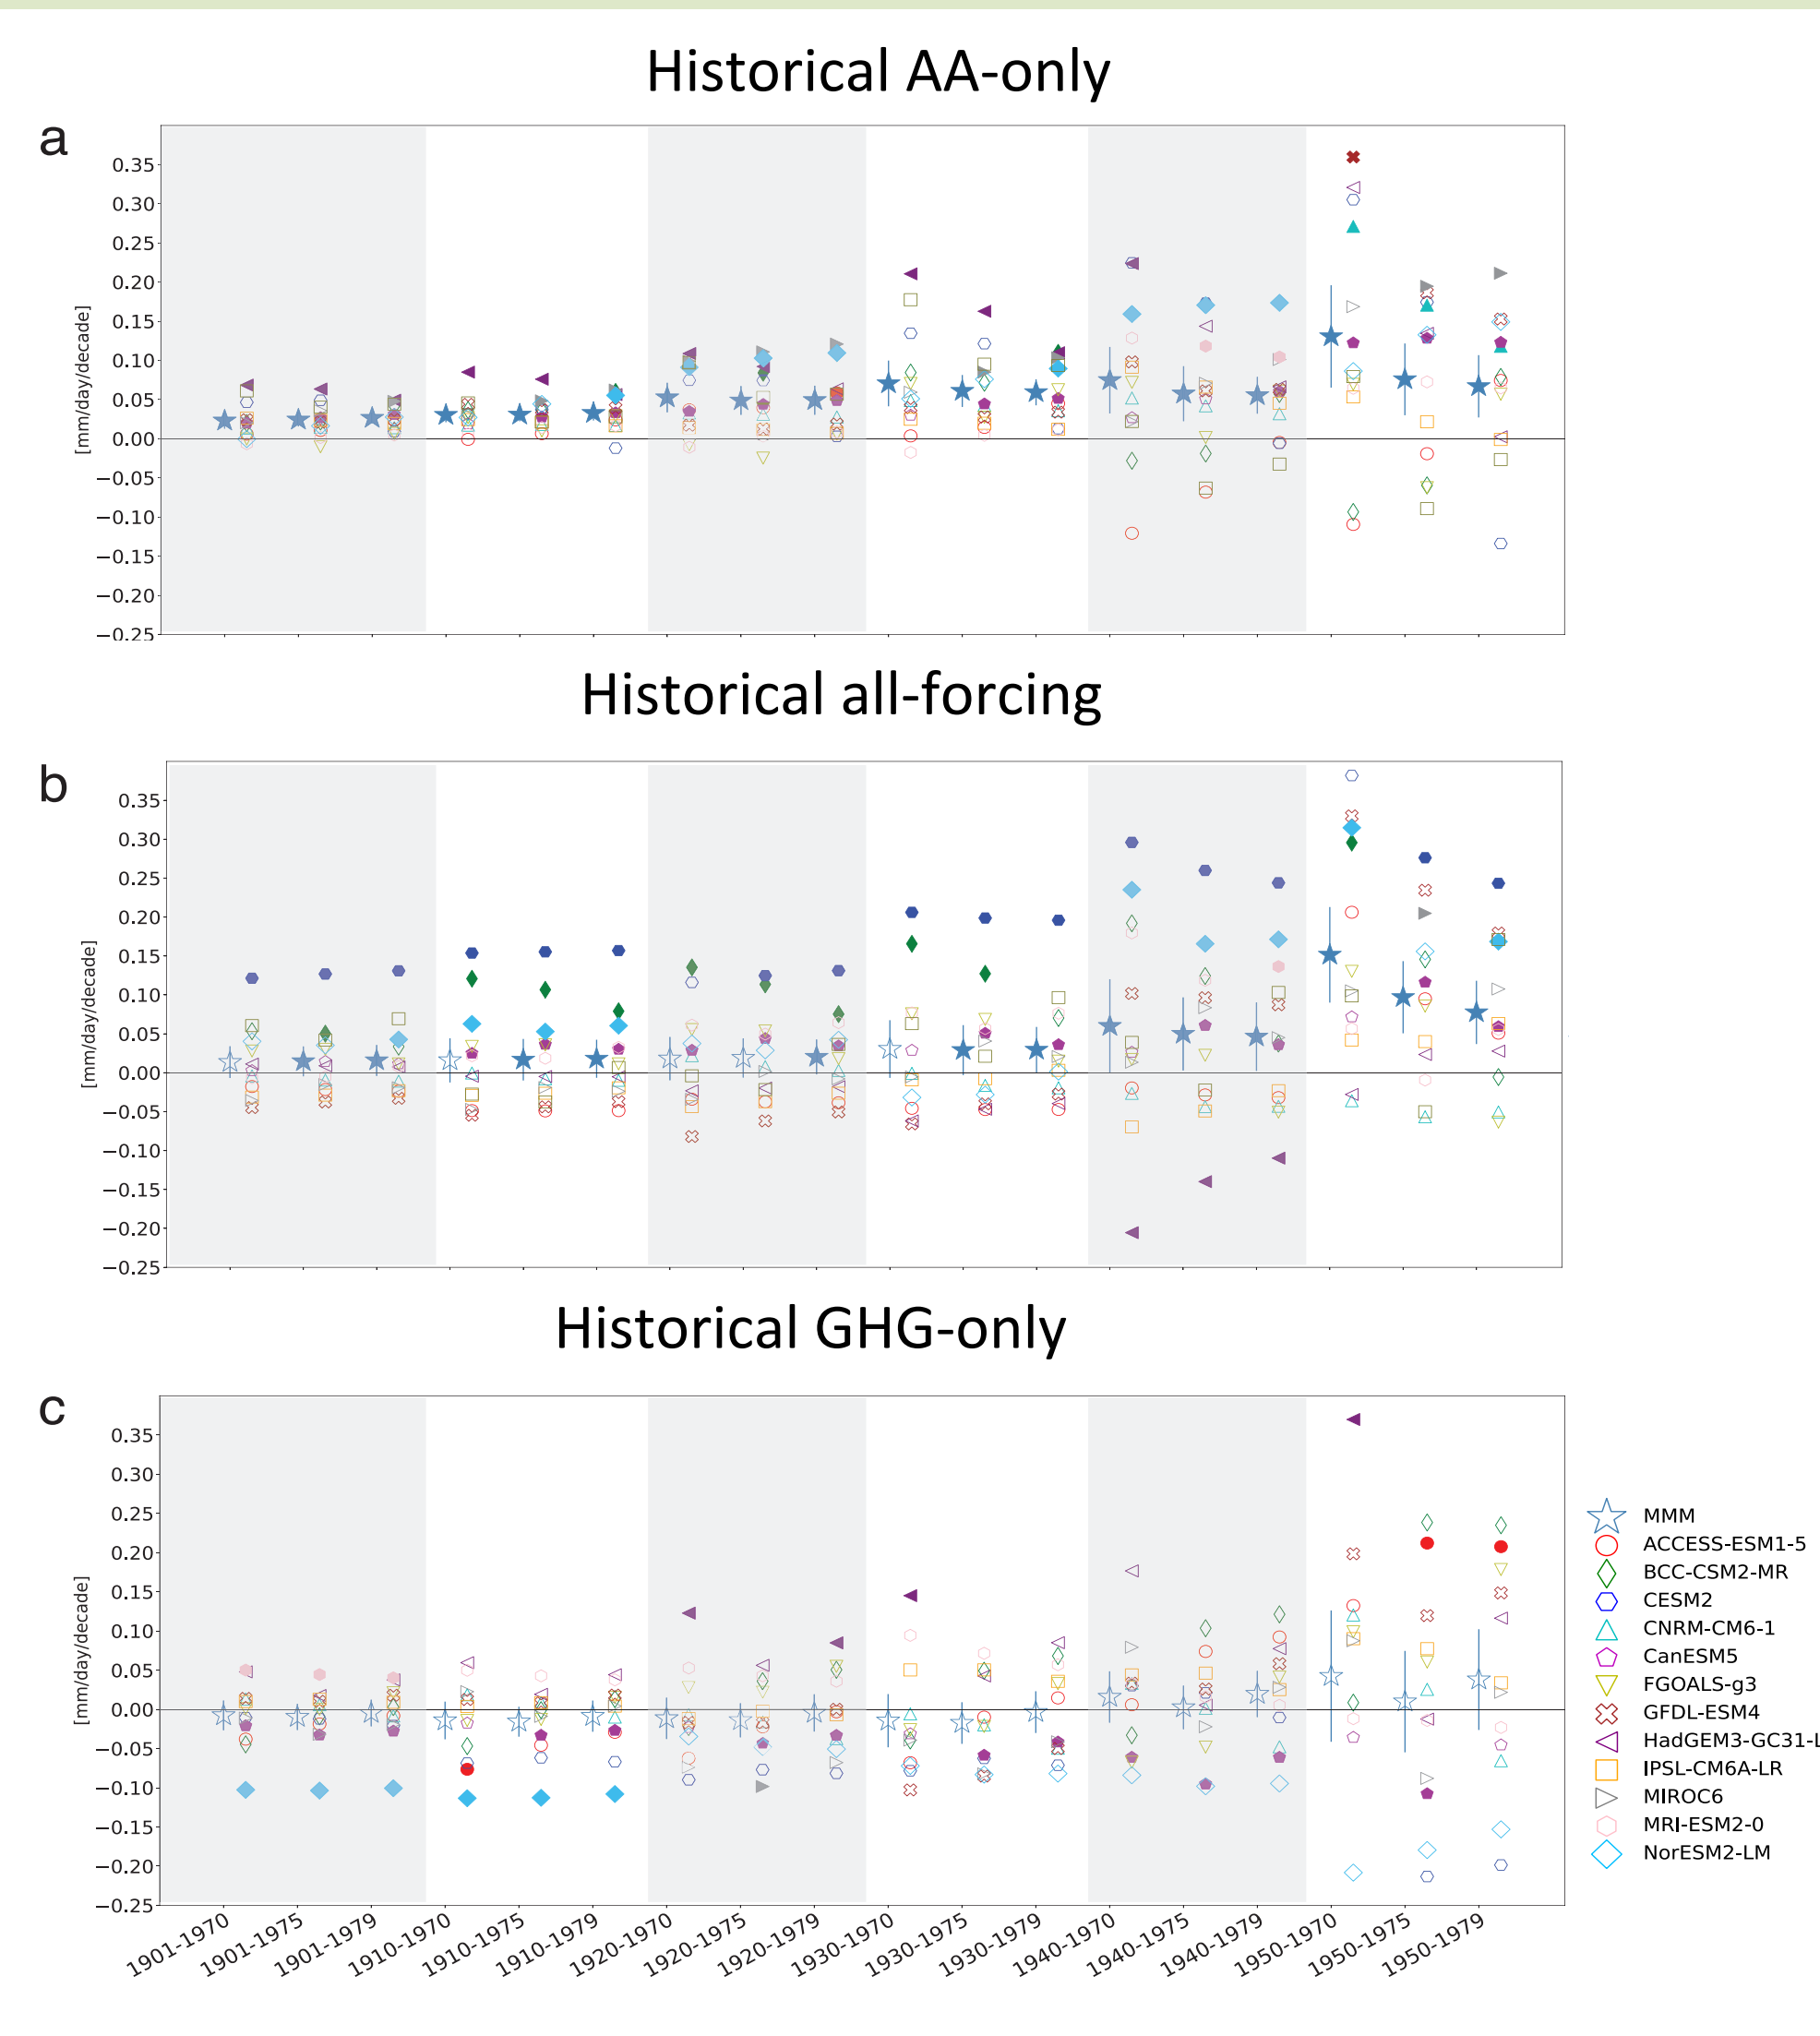 Historical AA-only
a
[mm/day/decade]
0.35
0.30
0.25
0.20
0.15
0.10
0.05
0.00
−0.05
−0.10
−0.15
−0.20
−0.25
Historical all-forcing
b
[mm/day/decade]
0.35
0.30
0.25
0.20
0.15
0.10
0.05
0.00
−0.05
−0.10
−0.15
−0.20
−0.25
Historical GHG-only
c
[mm/day/decade]
0.35
0.30
0.25
0.20
0.15
0.10
0.05
0.00
−0.05
−0.10
−0.15
−0.20
−0.25
1901-1970
1901-1975
1901-1979
1910-1970
1910-1975
1910-1979
1920-1970
1920-1975
1920-1979
1930-1970
1930-1975
1930-1979
1940-1970
1940-1975
1940-1979
1950-1970
1950-1975
1950-1979
MMM
ACCESS-ESM1-5
BCC-CSM2-MR
CESM2
CNRM-CM6-1
CanESM5
FGOALS-g3
GFDL-ESM4
HadGEM3-GC31-L
IPSL-CM6A-LR
MIROC6
MRI-ESM2-0
NorESM2-LM